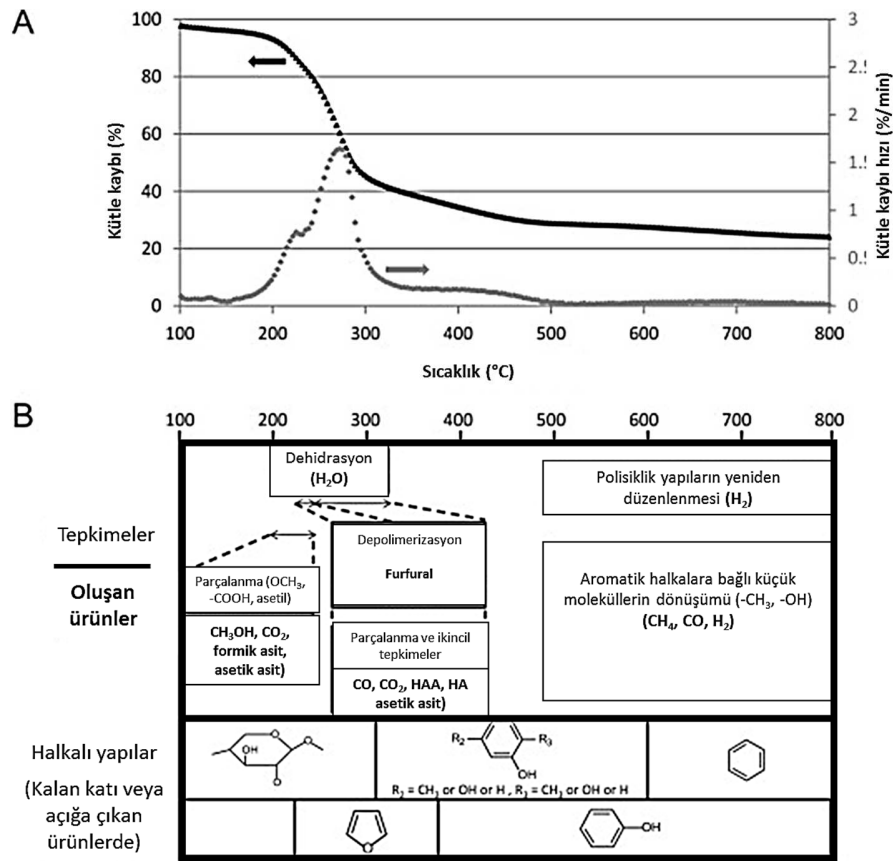 A
100
80
60
40
20
0
Kütle kaybı (%)
3
2.5
2
1.5
1
0.5
0
Kütle kaybı hızı (%/min)
100 200 300 400 500 600 700 800
Sıcaklık (°C)
B
100 200 300 400 500 600 700 800
Tepkimeler
Oluşan
ürünler
Dehidrasyon
(H₂O)
Parçalanma (OCH₃,
-COOH, asetil)
CH₃OH, CO₂,
formik asit,
asetik asit)
Depolimerizasyon
Furfural
Parçalanma ve ikincil
tepkimeler
CO, CO₂, HAA, HA
asetik asit)
Polisiklik yapıların yeniden
düzenlenmesi (H₂)
Aromatik halkalara bağlı küçük
moleküllerin dönüşümü (-CH₃, -OH)
(CH₄, CO, H₂)
Halkalı yapılar
(Kalan katı veya
açığa çıkan
ürünlerde)
O
OH
O
O
R₂
R₃
OH
R₂ = CH₃ or OH or H , R₃ = CH₃ or OH or H
O
OH